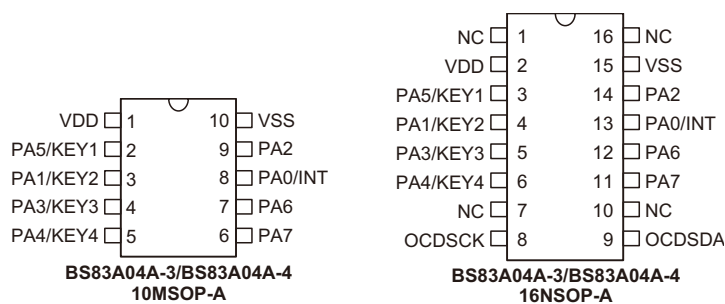 VDD 1 10 VSS
PA5/KEY1 2 9 PA2
PA1/KEY2 3 8 PA0/INT
PA3/KEY3 4 7 PA6
PA4/KEY4 5 6 PA7
BS83A04A-3/BS83A04A-4
10MSOP-A
NC 1 16 NC
VDD 2 15 VSS
PA5/KEY1 3 14 PA2
PA1/KEY2 4 13 PA0/INT
PA3/KEY3 5 12 PA6
PA4/KEY4 6 11 PA7
NC 7 10 NC
OCDSCK 8 9 OCDSDA
BS83A04A-3/BS83A04A-4
16NSOP-A